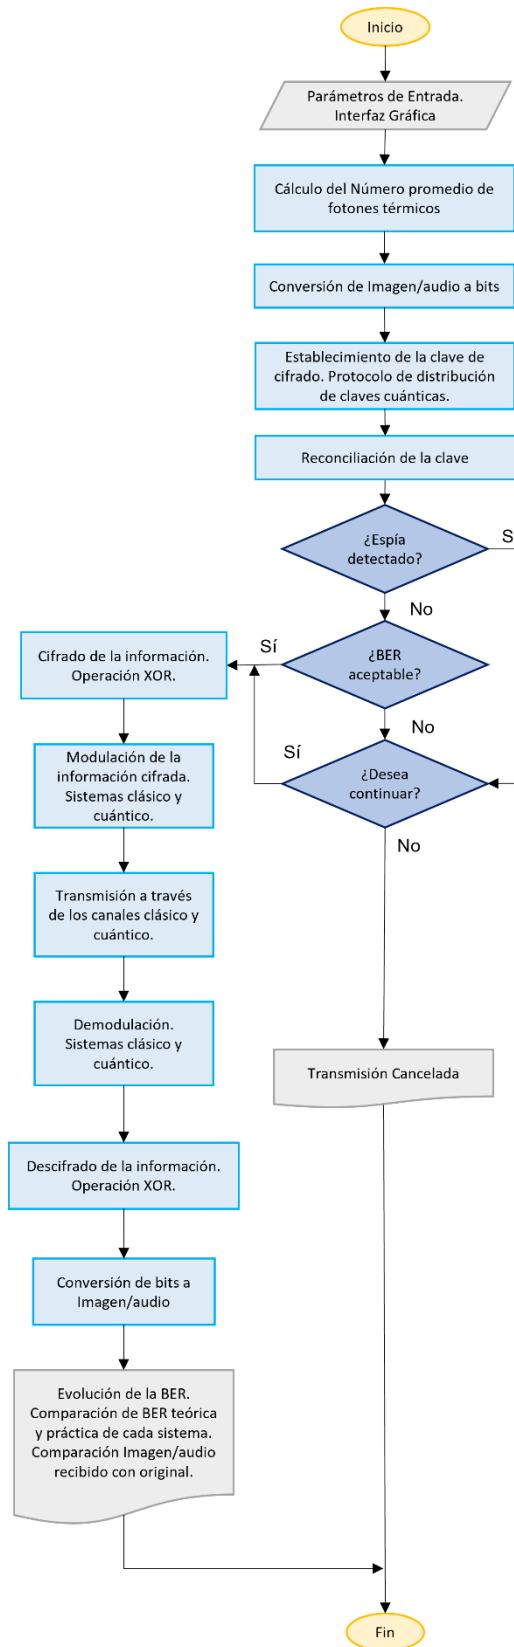 Inicio
Parámetros de Entrada.
Interfaz Gráfica
Cálculo del Número promedio de
fotones térmicos
Conversión de Imagen/audio a bits
Establecimiento de la clave de
cifrado. Protocolo de distribución
de claves cuánticas.
Reconciliación de la clave
¿Espía
detectado?
S
No
¿BER
aceptable?
Sí
No
¿Desea
continuar?
Sí
No
Cifrado de la información.
Operación XOR.
Modulación de la
información cifrada.
Sistemas clásico y
cuántico.
Transmisión a través
de los canales clásico y
cuántico.
Demodulación.
Sistemas clásico y
cuántico.
Transmisión Cancelada
Descifrado de la información.
Operación XOR.
Conversión de bits a
Imagen/audio
Evolución de la BER.
Comparación de BER teórica
y práctica de cada sistema.
Comparación Imagen/audio
recibido con original.
Fin